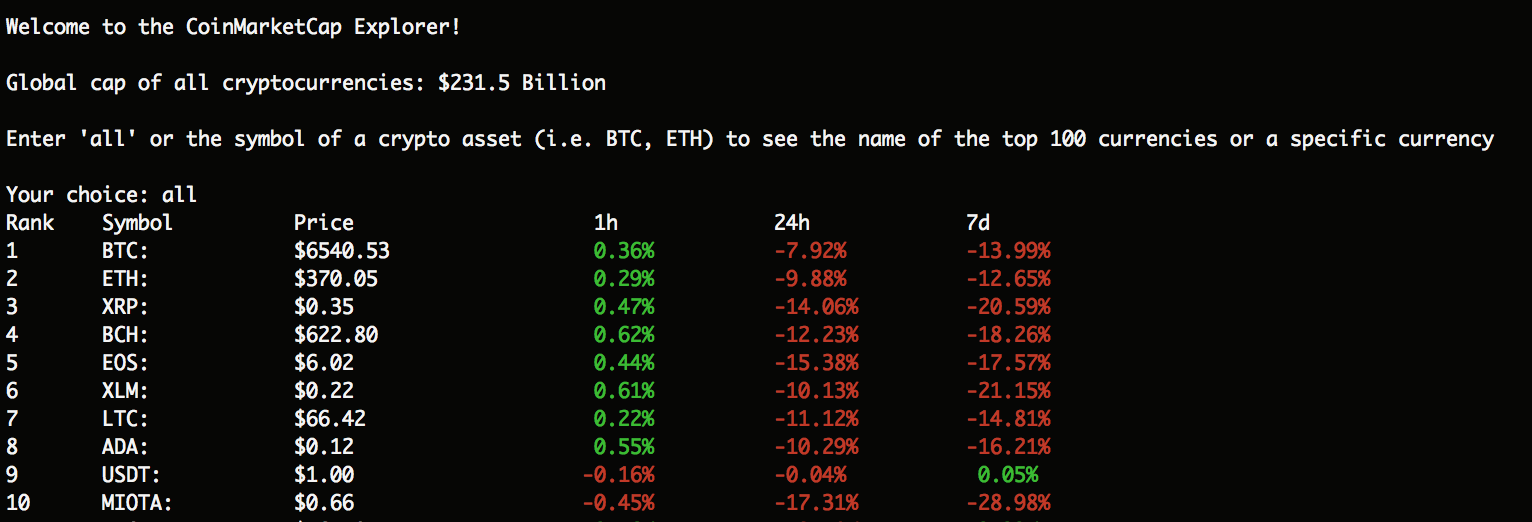 Welcome to the CoinMarketCap Explorer!
Global cap of all cryptocurrencies: $231.5 Billion
Enter 'all' or the symbol of a crypto asset (i.e. BTC, ETH) to see the name of the top 100 currencies or a specific currency
Your choice: all
Rank Symbol Price 1h 24h 7d
1 BTC: $6540.53 0.36% -7.92% -13.99%
2 ETH: $370.05 0.29% -9.88% -12.65%
3 XRP: $0.35 0.47% -14.06% -20.59%
4 BCH: $622.80 0.62% -12.23% -18.26%
5 EOS: $6.02 0.44% -15.38% -17.57%
6 XLM: $0.22 0.61% -10.13% -21.15%
7 LTC: $66.42 0.22% -11.12% -14.81%
8 ADA: $0.12 0.55% -10.29% -16.21%
9 USDT: $1.00 -0.16% -0.04% 0.05%
10 MIOTA: $0.66 -0.45% -17.31% -28.98%